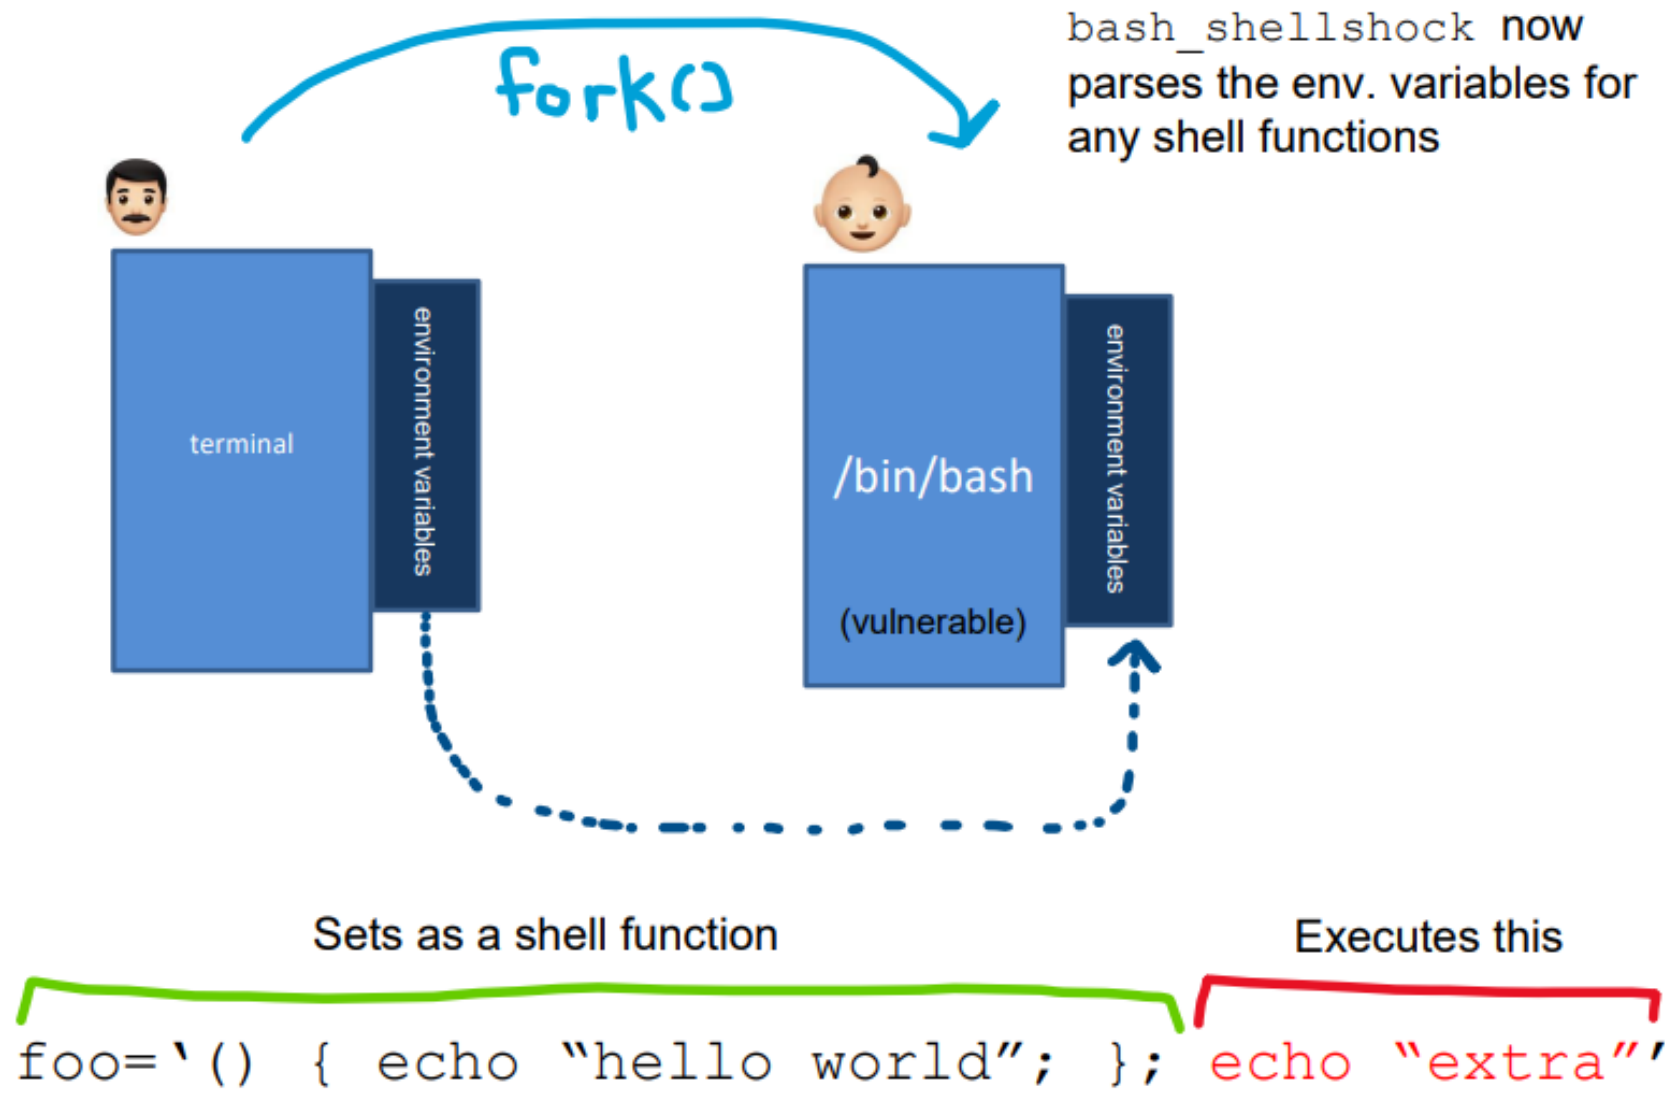 fork()
bash_shellshock now
parses the env. variables for
any shell functions
terminal
environment variables
/bin/bash
(vulnerable)
environment variables
Sets as a shell function
Executes this
foo=‛() { echo “hello world”; }; echo “extra”’